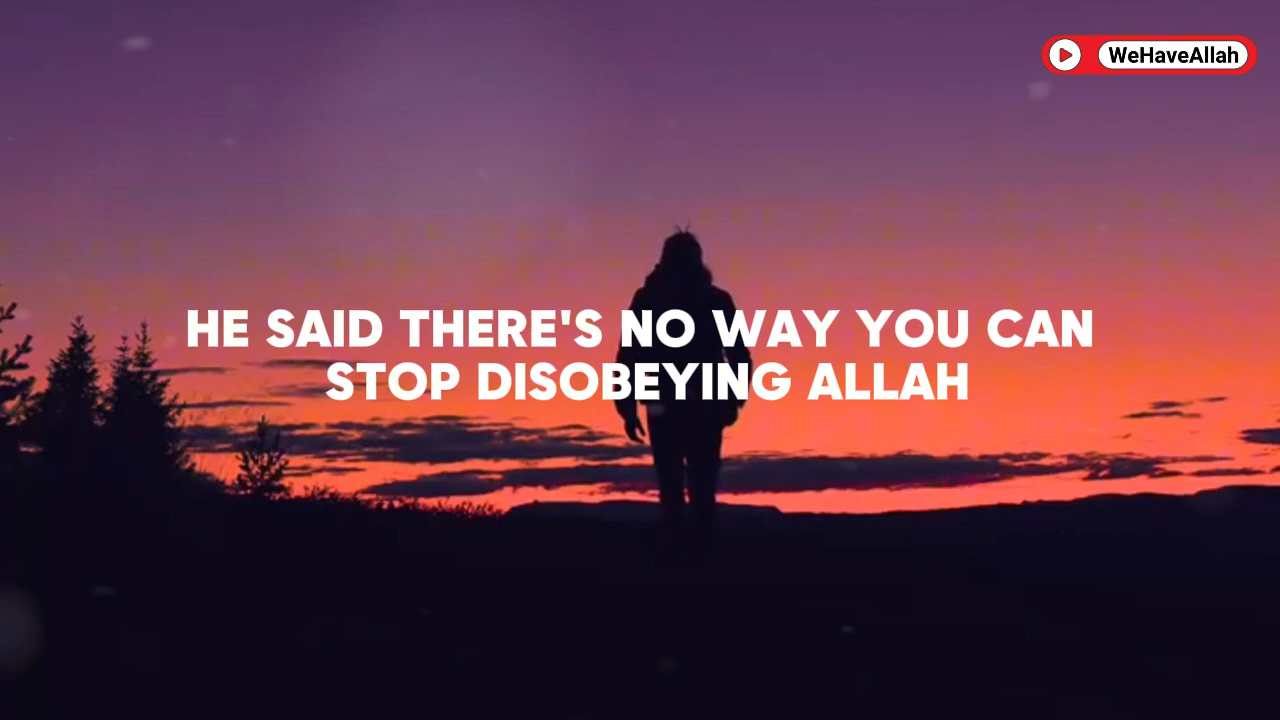 WeHaveAllah
HE SAID THERE'S NO WAY YOU CAN
STOP DISOBEYING ALLAH